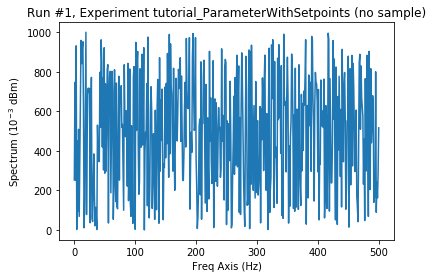 Run #1, Experiment tutorial_ParameterWithSetpoints (no sample)
1000
800
600
400
200
0
Spectrum (10⁻³ dBm)
0 100 200 300 400 500
Freq Axis (Hz)